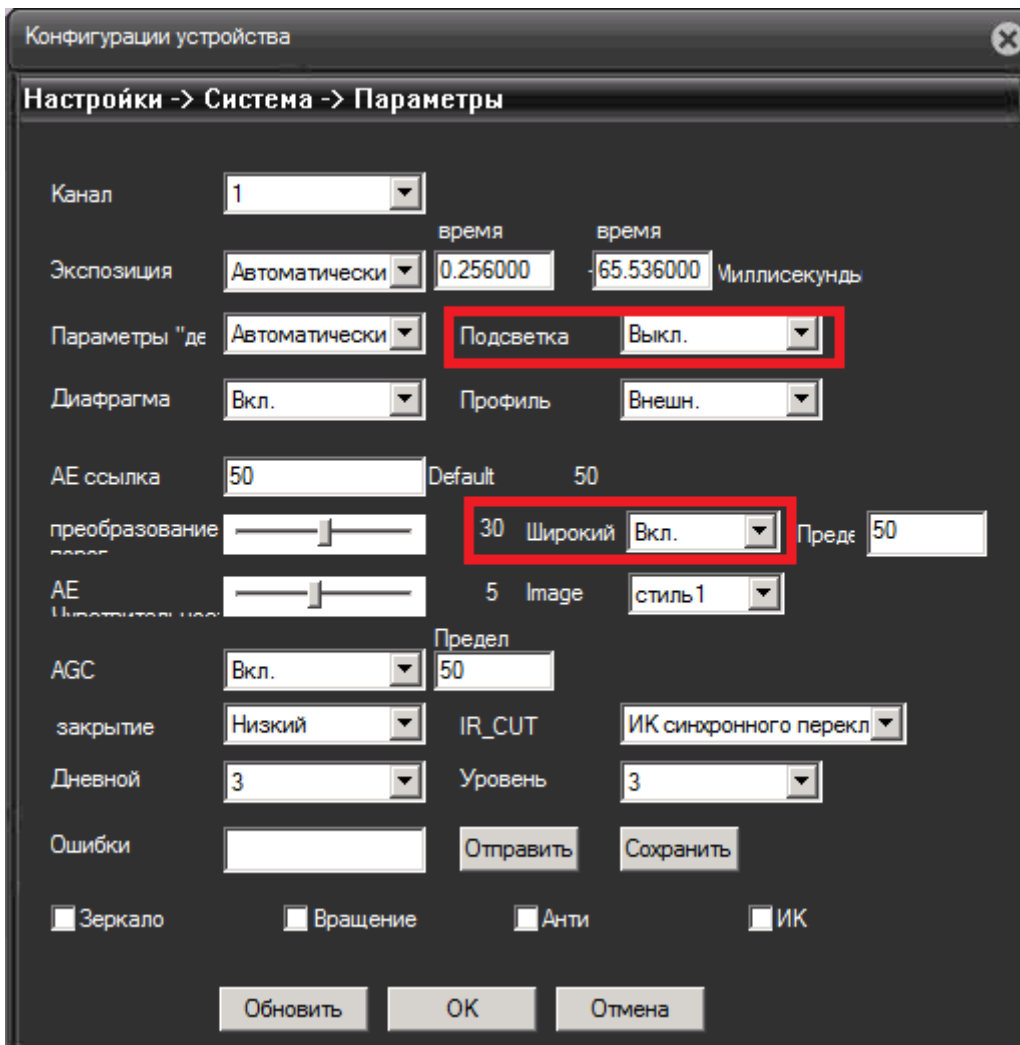 Конфигурации устройства
Настройки -> Система -> Параметры
Канал 1
время время
Экспозиция Автоматически 0.256000 -65.536000 Миллисекунды
Параметры "де Автоматически Подсветка Выкл.
Диафрагма Вкл. Профиль Внешн.
AE ссылка 50 Default 50
преобразование 30 Широкий Вкл. Преде 50
порог
AE 5 Image стиль1
Чувствительнос
Предел
AGC Вкл. 50
закрытие Низкий IR_CUT ИК синхронного перекл
Дневной 3 Уровень 3
Ошибки Отправить Сохранить
Зеркало Вращение Анти ИК
Обновить OK Отмена